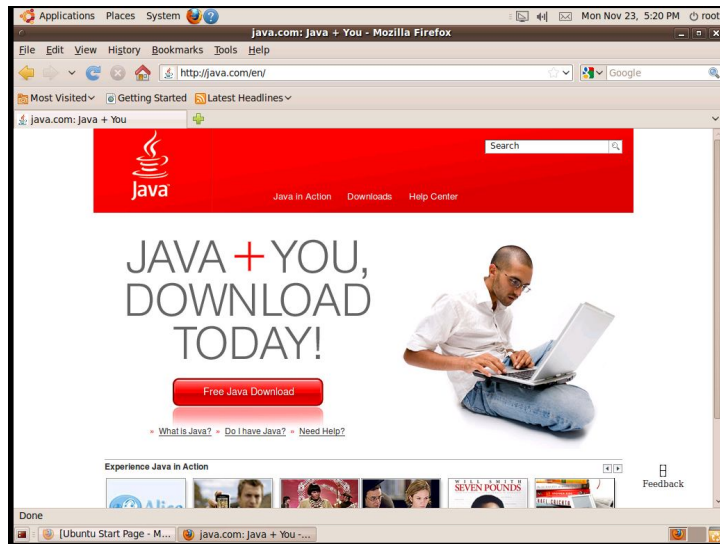 Applications Places System Mon Nov 23, 5:20 PM root
java.com: Java + You - Mozilla Firefox
File Edit View History Bookmarks Tools Help
http://java.com/en/ Google
Most Visited Getting Started Latest Headlines
java.com: Java + You
Search
Java
Java in Action Downloads Help Center
JAVA + YOU,
DOWNLOAD
TODAY!
Free Java Download
» What is Java? » Do I have Java? » Need Help?
Experience Java in Action
Feedback
Alice
WILL SMITH
SEVEN POUNDS
Done
[Ubuntu Start Page - M... java.com: Java + You -...